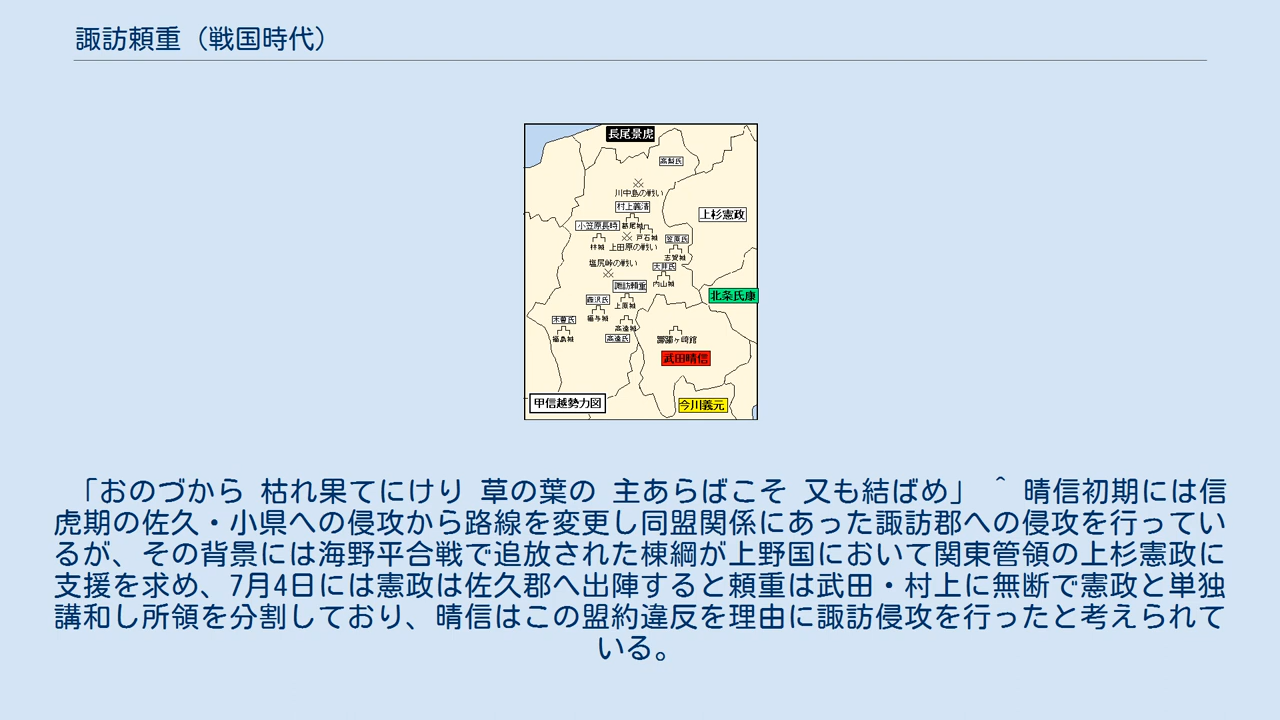 諏訪頼重（戦国時代）
長尾景虎
高梨氏
川中島の戦い
村上義清
上杉憲政
小笠原長時
葛尾城
戸石城
笠原氏
林城
上田原の戦い
志賀城
塩尻峠の戦い
大井氏
内山城
諏訪頼重
北条氏康
藤沢氏
上原城
福与城
木曽氏
高遠城
福島城
高遠氏
躑躅ヶ崎館
武田晴信
甲信越勢力図
今川義元
「おのづから 枯れ果てにけり 草の葉の 主あらばこそ 又も結ばめ」 ^ 晴信初期には信
虎期の佐久・小県への侵攻から路線を変更し同盟関係にあった諏訪郡への侵攻を行ってい
るが、その背景には海野平合戦で追放された棟綱が上野国において関東管領の上杉憲政に
支援を求め、7月4日には憲政は佐久郡へ出陣すると頼重は武田・村上に無断で憲政と単独
講和し所領を分割しており、晴信はこの盟約違反を理由に諏訪侵攻を行ったと考えられて
いる。